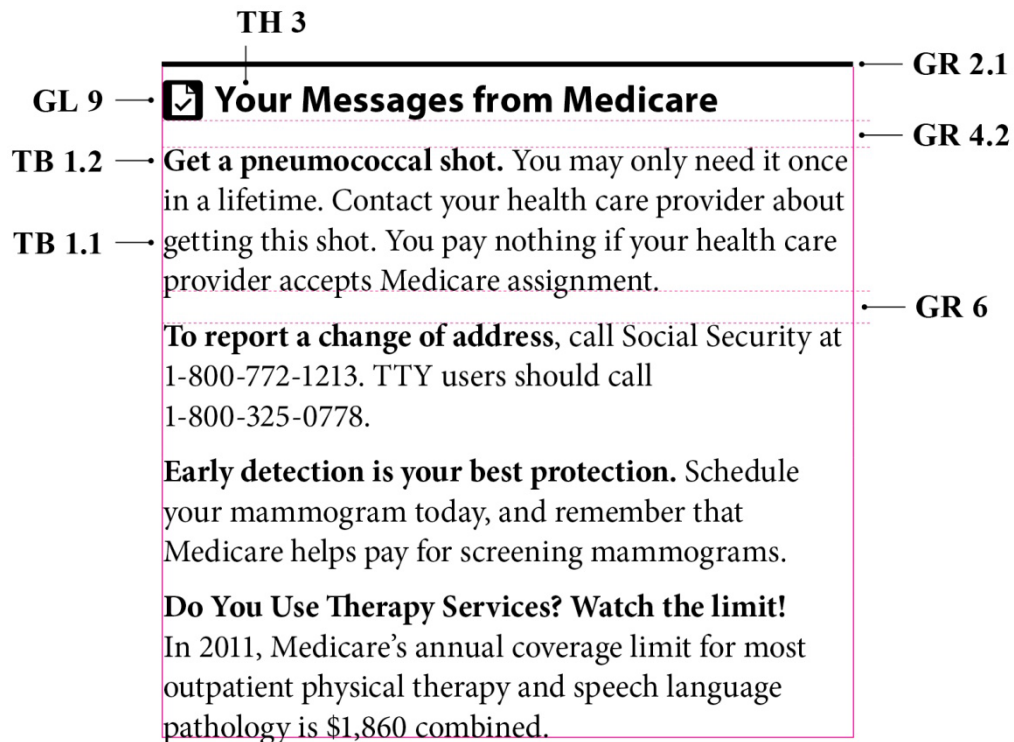 TH 3
GR 2.1
GL 9
Your Messages from Medicare
GR 4.2
TB 1.2
Get a pneumococcal shot. You may only need it once
in a lifetime. Contact your health care provider about
TB 1.1
getting this shot. You pay nothing if your health care
provider accepts Medicare assignment.
GR 6
To report a change of address, call Social Security at
1-800-772-1213. TTY users should call
1-800-325-0778.
Early detection is your best protection. Schedule
your mammogram today, and remember that
Medicare helps pay for screening mammograms.
Do You Use Therapy Services? Watch the limit!
In 2011, Medicare’s annual coverage limit for most
outpatient physical therapy and speech language
pathology is $1,860 combined.